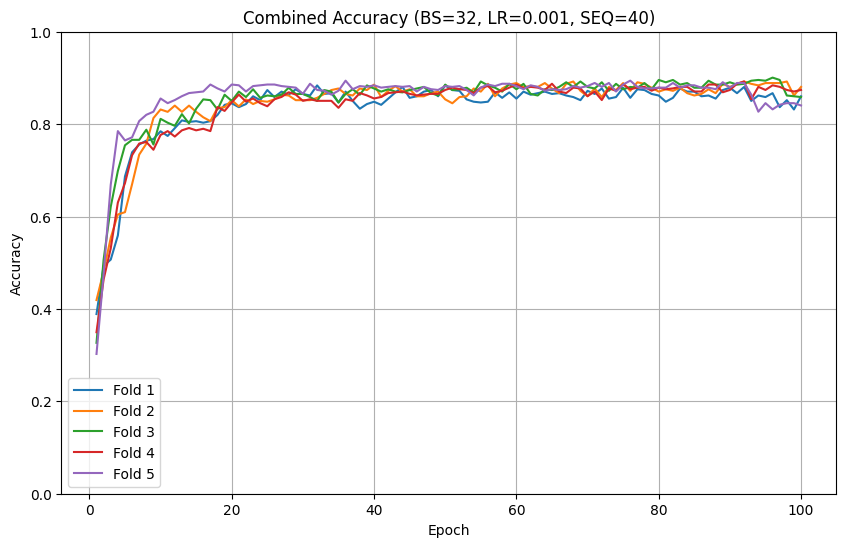 Combined Accuracy (BS=32, LR=0.001, SEQ=40)
1.0
0.8
0.6
0.4
0.2
0.0
Accuracy
Fold 1
Fold 2
Fold 3
Fold 4
Fold 5
0 20 40 60 80 100
Epoch